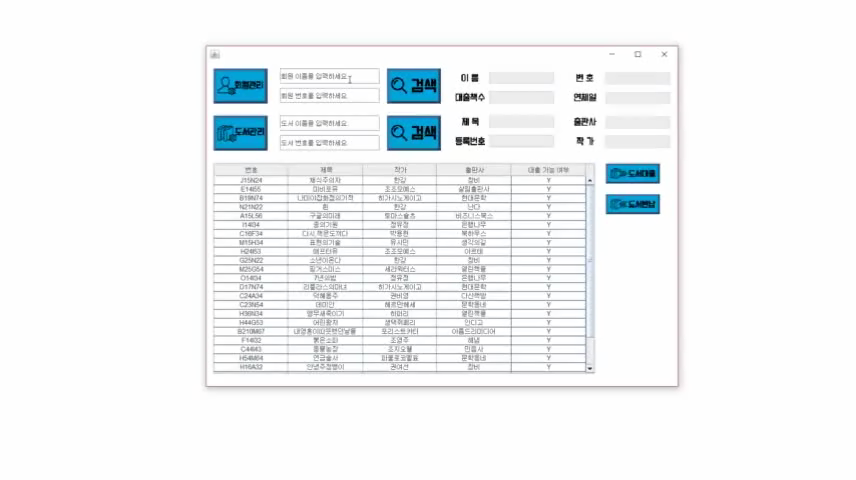 회원관리 회원 이름을 입력하세요 검색 이 름 번 호
회원 번호를 입력하세요 대출책수 연체일
도서관리 도서 이름을 입력하세요 검색 제 목 출판사
도서 번호를 입력하세요 등록번호 작 가
번호 제목 작가 출판사 대출 가능 여부
도서대출
도서반납
J15N24 채식주의자 한강 창비 Y
E14I55 미비포유 조조모예스 살림출판사 Y
B19N74 나미야잡화점의기적 히가시노게이고 현대문학 Y
N21N22 흰 한강 난다 Y
A15L56 구글의미래 토마스슐츠 비즈니스북스 Y
I14I34 종의기원 정유정 은행나무 Y
C16F34 다시,책은도끼다 박웅현 북하우스 Y
M15H34 표현의기술 유시민 생각의길 Y
H24I53 애프터유 조조모예스 아르테 Y
G25N22 소년이온다 한강 창비 Y
M25G54 핑거스미스 세라워터스 열린책들 Y
O14I34 7년의밤 정유정 은행나무 Y
D17N74 라플라스의마녀 히가시노게이고 현대문학 Y
C24A34 덕혜옹주 권비영 다산책방 Y
C23N54 데미안 헤르만헤세 문학동네 Y
H36N34 앵무새죽이기 하퍼리 열린책들 Y
H44G53 어린왕자 생텍쥐페리 인디고 Y
B210M67 내영혼이따뜻했던날들 포리스트카터 아름드리미디어 Y
F14I32 붉은소파 조영주 해냄 Y
C44I43 동물농장 조지오웰 민음사 Y
H54M64 연금술사 파울로코엘료 문학동네 Y
H16A32 안녕주정뱅이 권여선 창비 Y